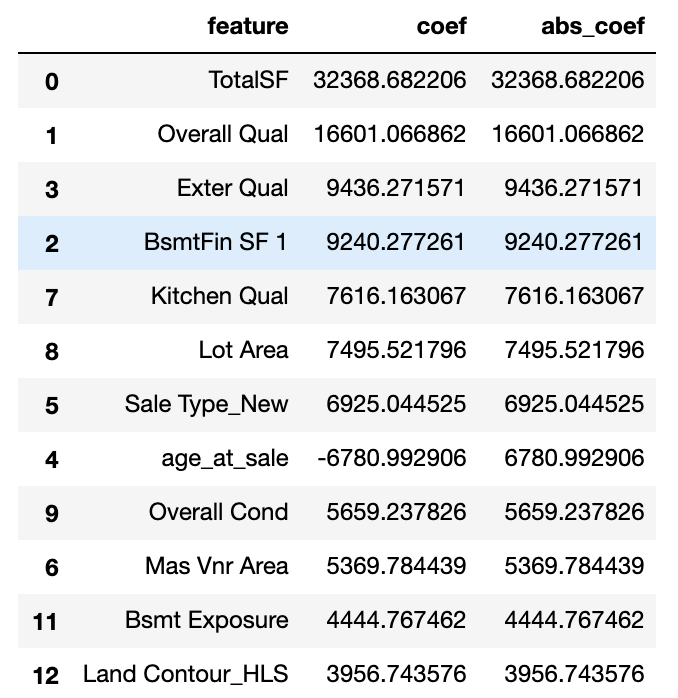 feature coef abs_coef
0 TotalSF 32368.682206 32368.682206
1 Overall Qual 16601.066862 16601.066862
3 Exter Qual 9436.271571 9436.271571
2 BsmtFin SF 1 9240.277261 9240.277261
7 Kitchen Qual 7616.163067 7616.163067
8 Lot Area 7495.521796 7495.521796
5 Sale Type_New 6925.044525 6925.044525
4 age_at_sale -6780.992906 6780.992906
9 Overall Cond 5659.237826 5659.237826
6 Mas Vnr Area 5369.784439 5369.784439
11 Bsmt Exposure 4444.767462 4444.767462
12 Land Contour_HLS 3956.743576 3956.743576